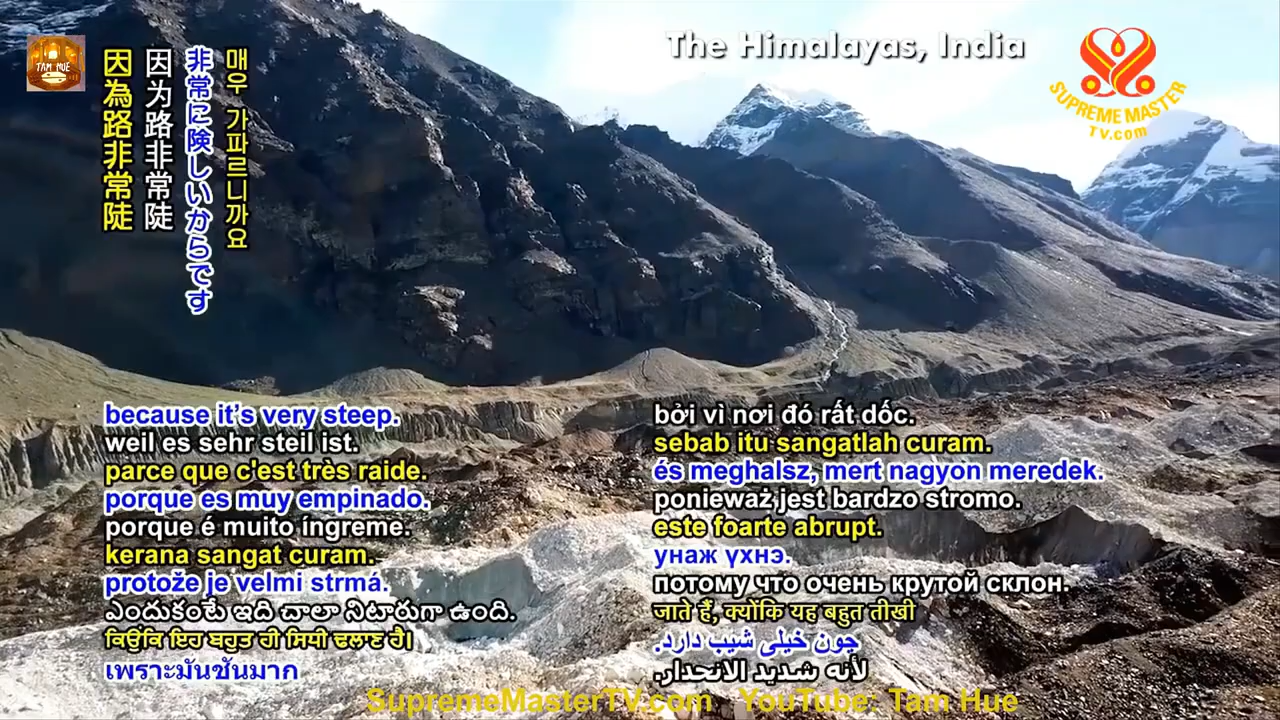 The Himalayas, India
TAM HUE
SUPREME MASTER
TV.com
매우 가파르니까요
非常に険しいからです
因为路非常陡
因為路非常陡
because it's very steep.
weil es sehr steil ist.
parce que c'est très raide.
porque es muy empinado.
porque é muito íngreme.
kerana sangat curam.
protože je velmi strmá.
ఎందుకంటే ఇది చాలా నిటారుగా ఉంది.
ਕਿਉਂਕਿ ਇਹ ਬਹੁਤ ਹੀ ਸਿੱਧੀ ਢਲਾਣ ਹੈ।
เพราะมันชันมาก
bởi vì nơi đó rất dốc.
sebab itu sangatlah curam.
és meghalsz, mert nagyon meredek.
ponieważ jest bardzo stromo.
este foarte abrupt.
унаж үхнэ.
потому что очень крутой склон.
जाते हैं, क्योंकि यह बहुत तीखी
چون خیلی شیب دارد.
لأنه شديد الانحدار.
SupremeMasterTV.com YouTube: Tam Hue